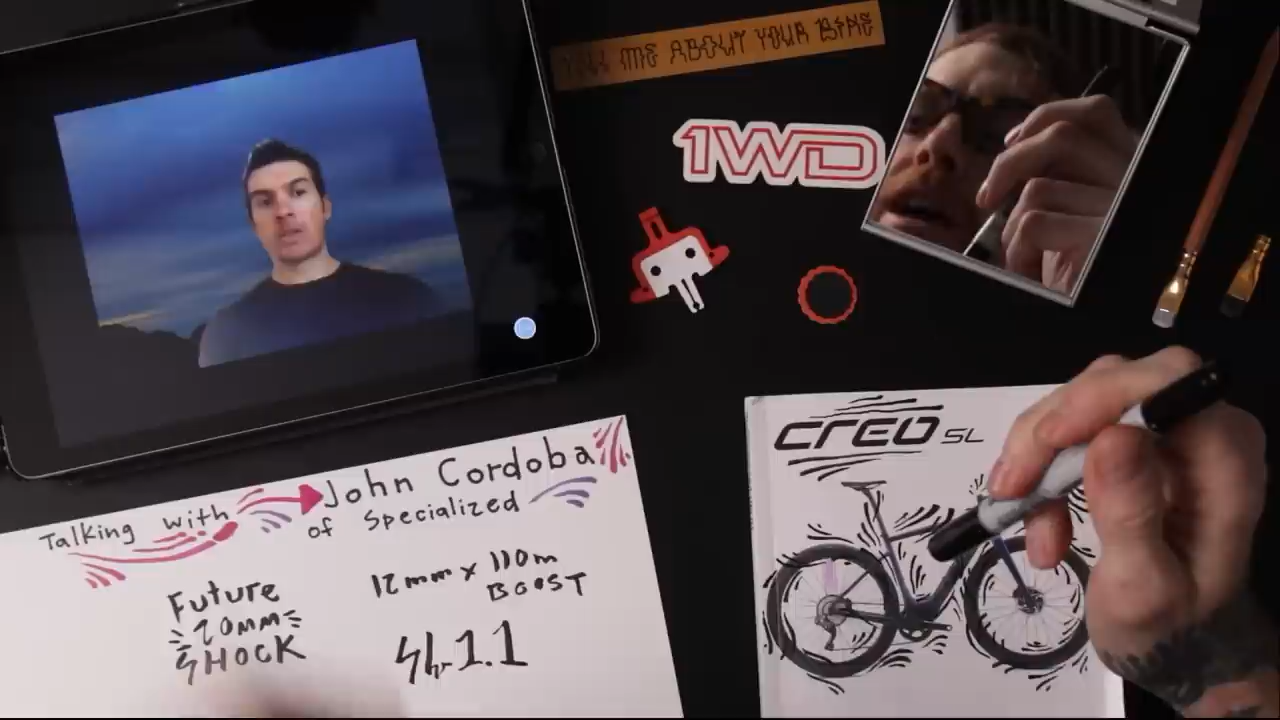 TELL ME ABOUT YOUR BIKE
1WD
CREO SL
Talking with John Cordoba
of Specialized
Future
20mm
SHOCK
12mm x 110m
BOOST
SL 1.1